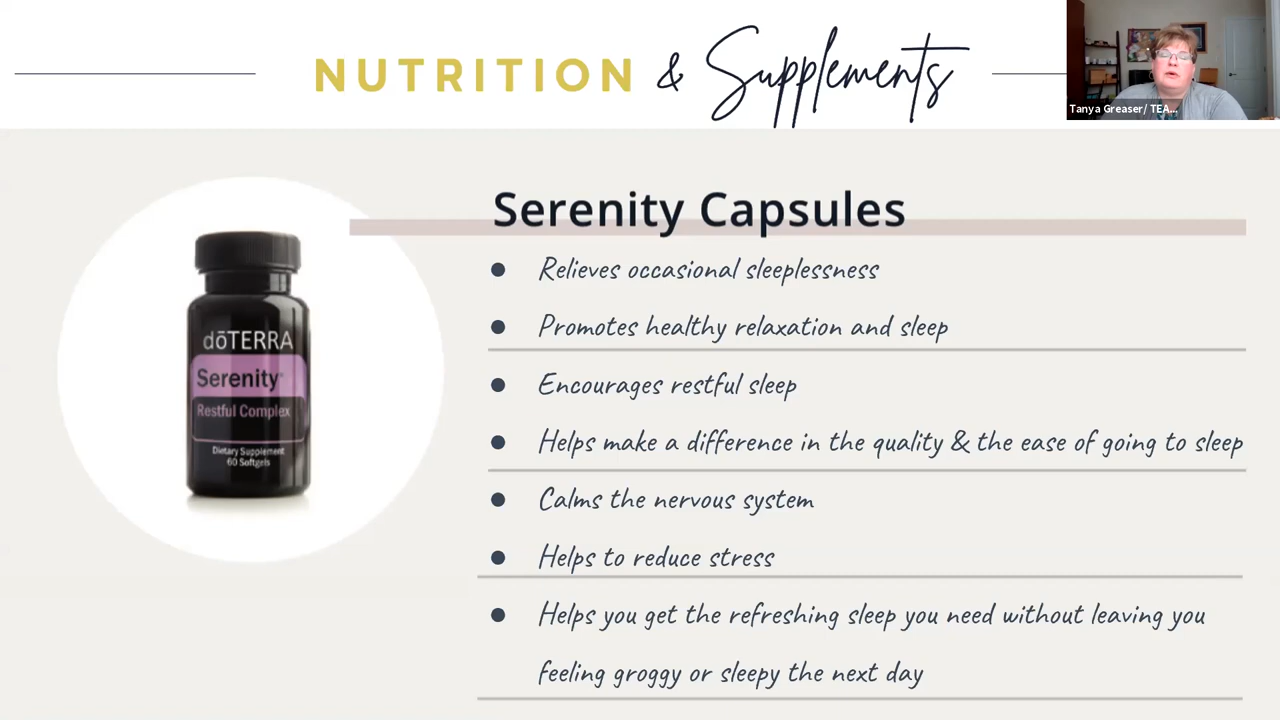 NUTRITION & Supplements
Tanya Greaser/ TEA...
Serenity Capsules
dōTERRA
Serenity
Restful Complex
Dietary Supplement
60 Softgels
● Relieves occasional sleeplessness
● Promotes healthy relaxation and sleep
● Encourages restful sleep
● Helps make a difference in the quality & the ease of going to sleep
● Calms the nervous system
● Helps to reduce stress
● Helps you get the refreshing sleep you need without leaving you
feeling groggy or sleepy the next day